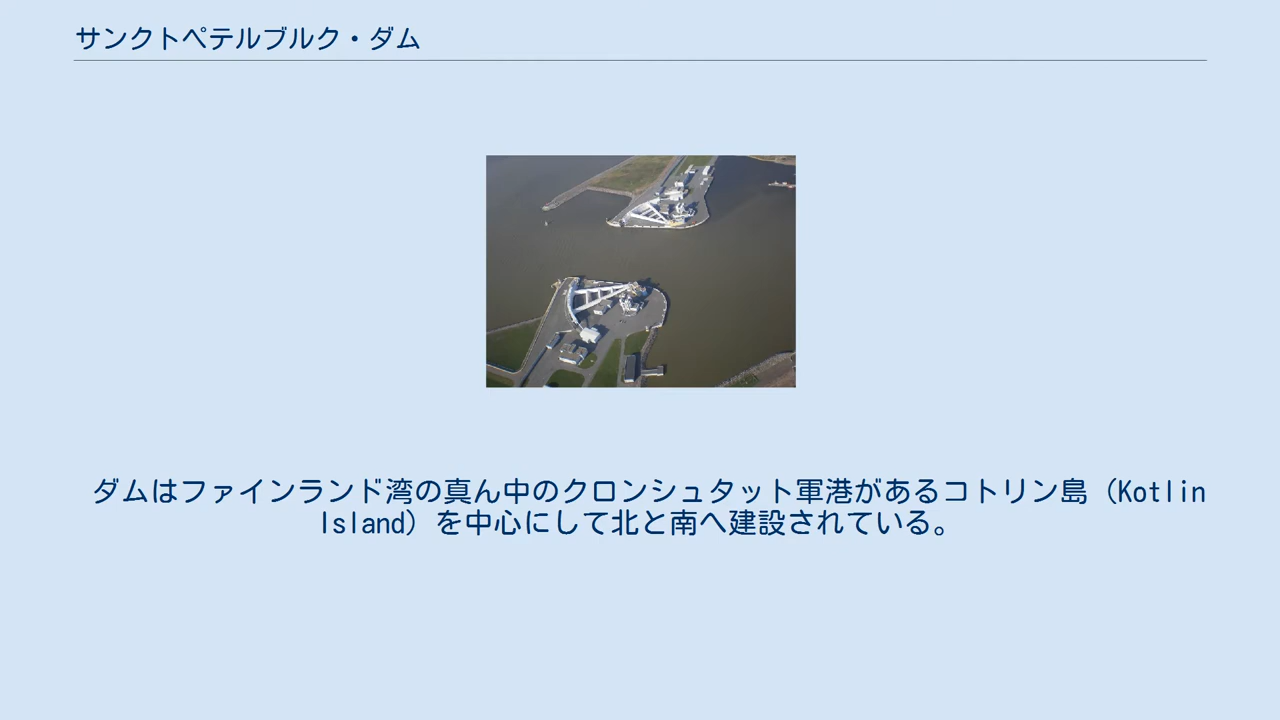 サンクトペテルブルク・ダム
ダムはファインランド湾の真ん中のクロンシュタット軍港があるコトリン島（Kotlin
Island）を中心にして北と南へ建設されている。